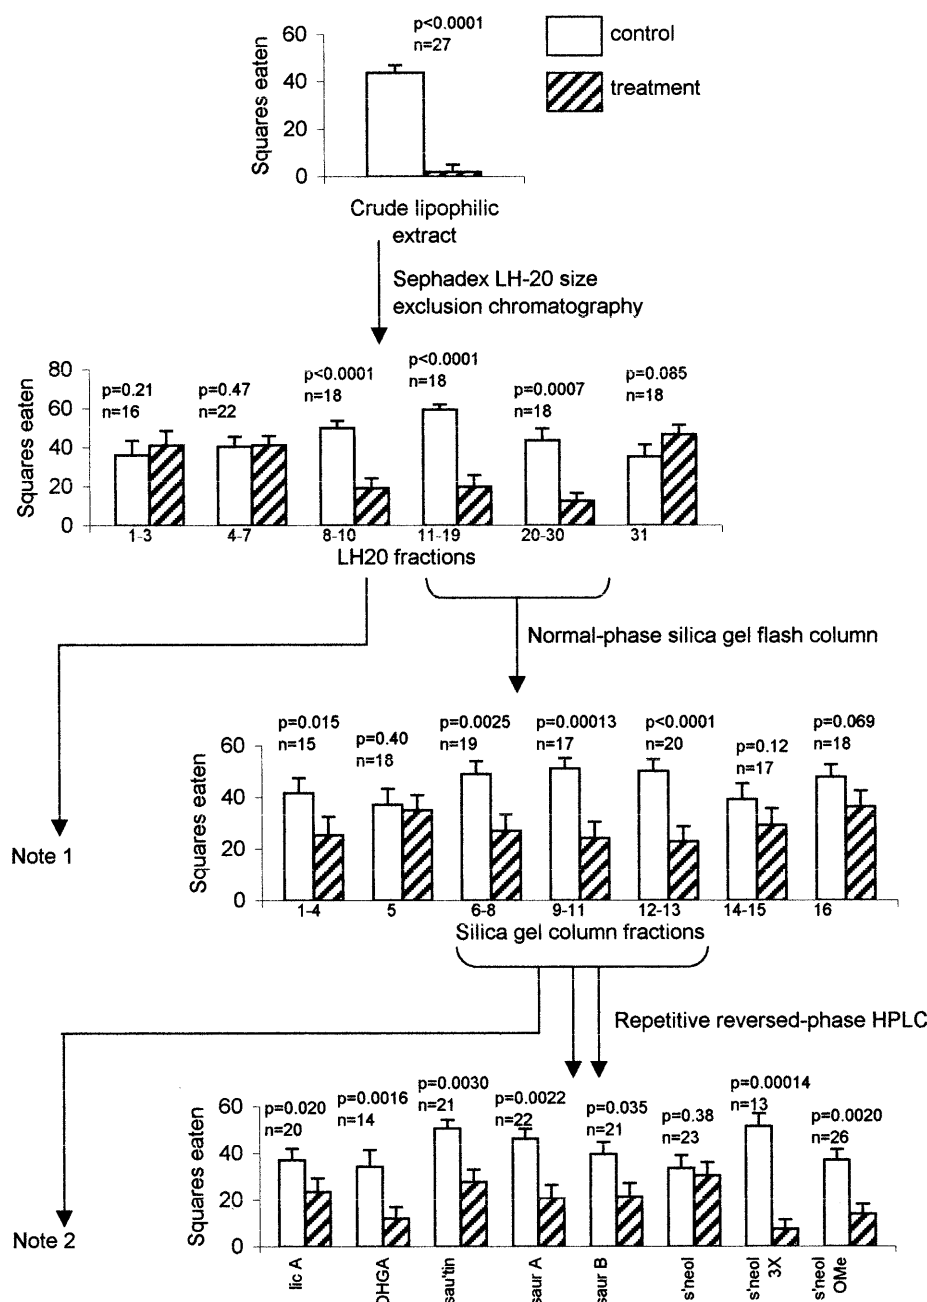 p<0.0001
n=27
control
treatment
Squares eaten
60
40
20
0
Crude lipophilic
extract
Sephadex LH-20 size
exclusion chromatography
Squares eaten
80
60
40
20
0
p=0.21
n=16
p=0.47
n=22
p<0.0001
n=18
p<0.0001
n=18
p=0.0007
n=18
p=0.085
n=18
1-3 4-7 8-10 11-19 20-30 31
LH20 fractions
Normal-phase silica gel flash column
Note 1
Squares eaten
60
40
20
0
p=0.015
n=15
p=0.40
n=18
p=0.0025
n=19
p=0.00013
n=17
p<0.0001
n=20
p=0.12
n=17
p=0.069
n=18
1-4 5 6-8 9-11 12-13 14-15 16
Silica gel column fractions
Repetitive reversed-phase HPLC
Note 2
Squares eaten
60
40
20
0
p=0.020
n=20
p=0.0016
n=14
p=0.0030
n=21
p=0.0022
n=22
p=0.035
n=21
p=0.38
n=23
p=0.00014
n=13
p=0.0020
n=26
lic A
DHGA
sau'tin
saur A
saur B
s'neol
s'neol
3X
s'neol
OMe